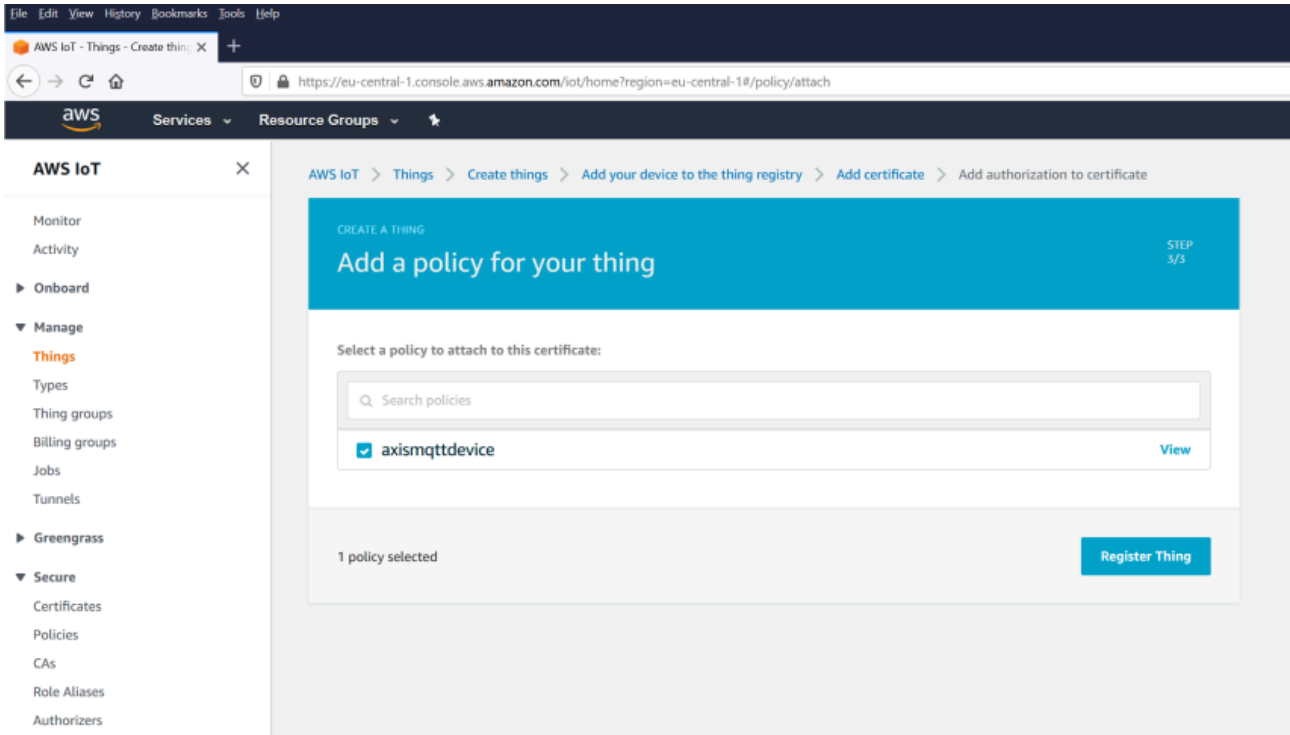 File Edit View History Bookmarks Tools Help
AWS IoT - Things - Create thing
https://eu-central-1.console.aws.amazon.com/iot/home?region=eu-central-1#/policy/attach
aws Services Resource Groups
AWS IoT
Monitor
Activity
Onboard
Manage
Things
Types
Thing groups
Billing groups
Jobs
Tunnels
Greengrass
Secure
Certificates
Policies
CAs
Role Aliases
Authorizers
AWS IoT > Things > Create things > Add your device to the thing registry > Add certificate > Add authorization to certificate
CREATE A THING
Add a policy for your thing
STEP
3/3
Select a policy to attach to this certificate:
Search policies
axismqttdevice View
1 policy selected Register Thing